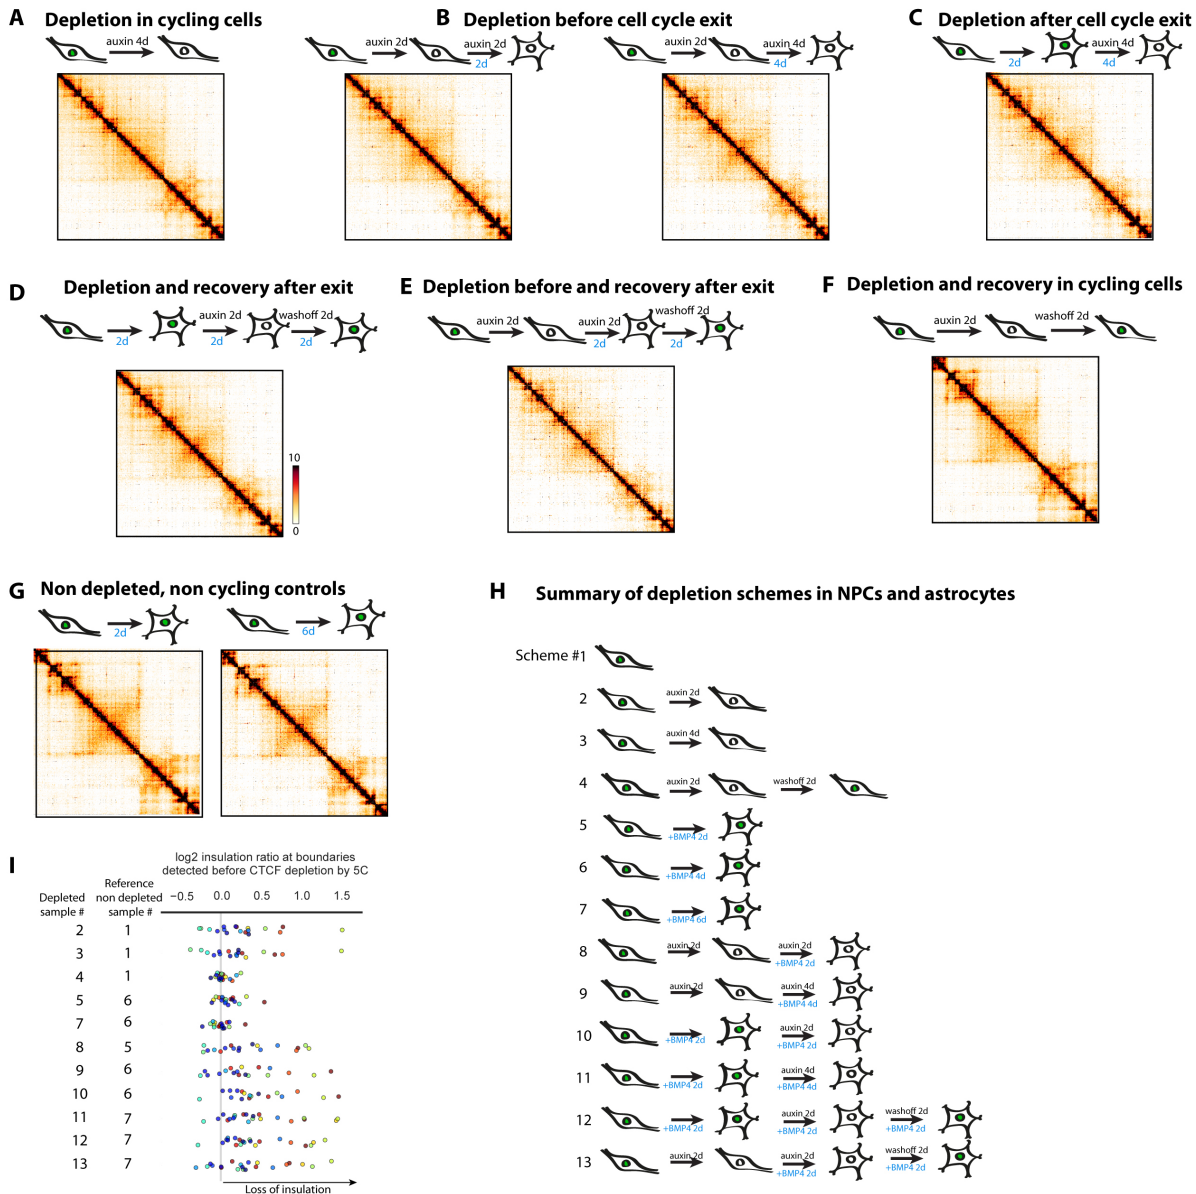 A Depletion in cycling cells
auxin 4d
B Depletion before cell cycle exit
auxin 2d auxin 2d
2d
auxin 2d auxin 4d
4d
C Depletion after cell cycle exit
auxin 4d
2d 4d
D Depletion and recovery after exit
auxin 2d washoff 2d
2d 2d 2d
10
0
E Depletion before and recovery after exit
auxin 2d auxin 2d washoff 2d
2d 2d
F Depletion and recovery in cycling cells
auxin 2d washoff 2d
G Non depleted, non cycling controls
2d
6d
H Summary of depletion schemes in NPCs and astrocytes
Scheme #1
2 auxin 2d
3 auxin 4d
4 auxin 2d washoff 2d
5 +BMP4 2d
6 +BMP4 4d
7 +BMP4 6d
8 auxin 2d auxin 2d
+BMP4 2d
9 auxin 2d auxin 4d
+BMP4 4d
10 auxin 2d
+BMP4 2d +BMP4 2d
11 auxin 4d
+BMP4 2d +BMP4 4d
12 auxin 2d washoff 2d
+BMP4 2d +BMP4 2d +BMP4 2d
13 auxin 2d auxin 2d washoff 2d
+BMP4 2d +BMP4 2d
I
log2 insulation ratio at boundaries
detected before CTCF depletion by 5C
Depleted
sample #
Reference
non depleted
sample #
−0.5 0.0 0.5 1.0 1.5
2 1
3 1
4 1
5 6
7 6
8 5
9 6
10 6
11 7
12 7
13 7
Loss of insulation